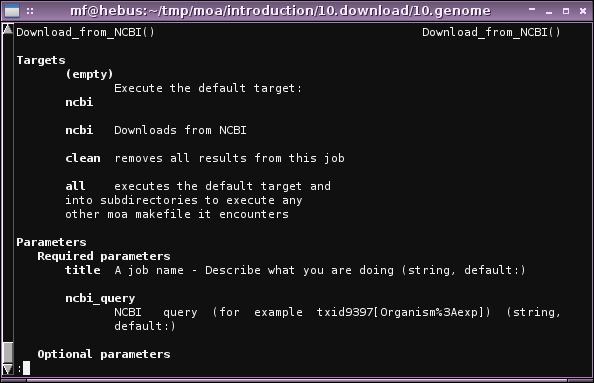 mf@hebus:~/tmp/moa/introduction/10.download/10.genome
Download_from_NCBI() Download_from_NCBI()
Targets
(empty)
Execute the default target:
ncbi
ncbi Downloads from NCBI
clean removes all results from this job
all executes the default target and
into subdirectories to execute any
other moa makefile it encounters
Parameters
Required parameters
title A job name - Describe what you are doing (string, default:)
ncbi_query
NCBI query (for example txid9397[Organism%3Aexp]) (string,
default:)
Optional parameters
: